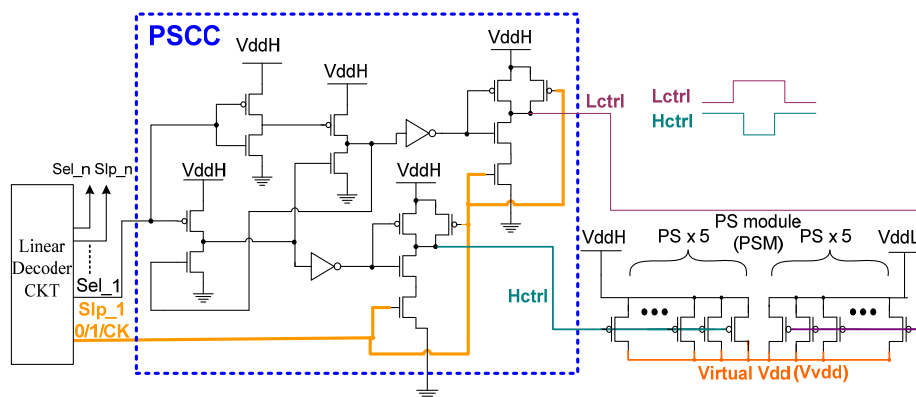 PSCC
VddH
VddH
VddH
VddH
VddH
Lctrl
Lctrl
Hctrl
Sel_n Slp_n
Linear
Decoder
CKT
Sel_1
Slp_1
0/1/CK
Hctrl
PS module
(PSM)
VddH
PS x 5
PS x 5
VddL
Virtual Vdd (Vvdd)